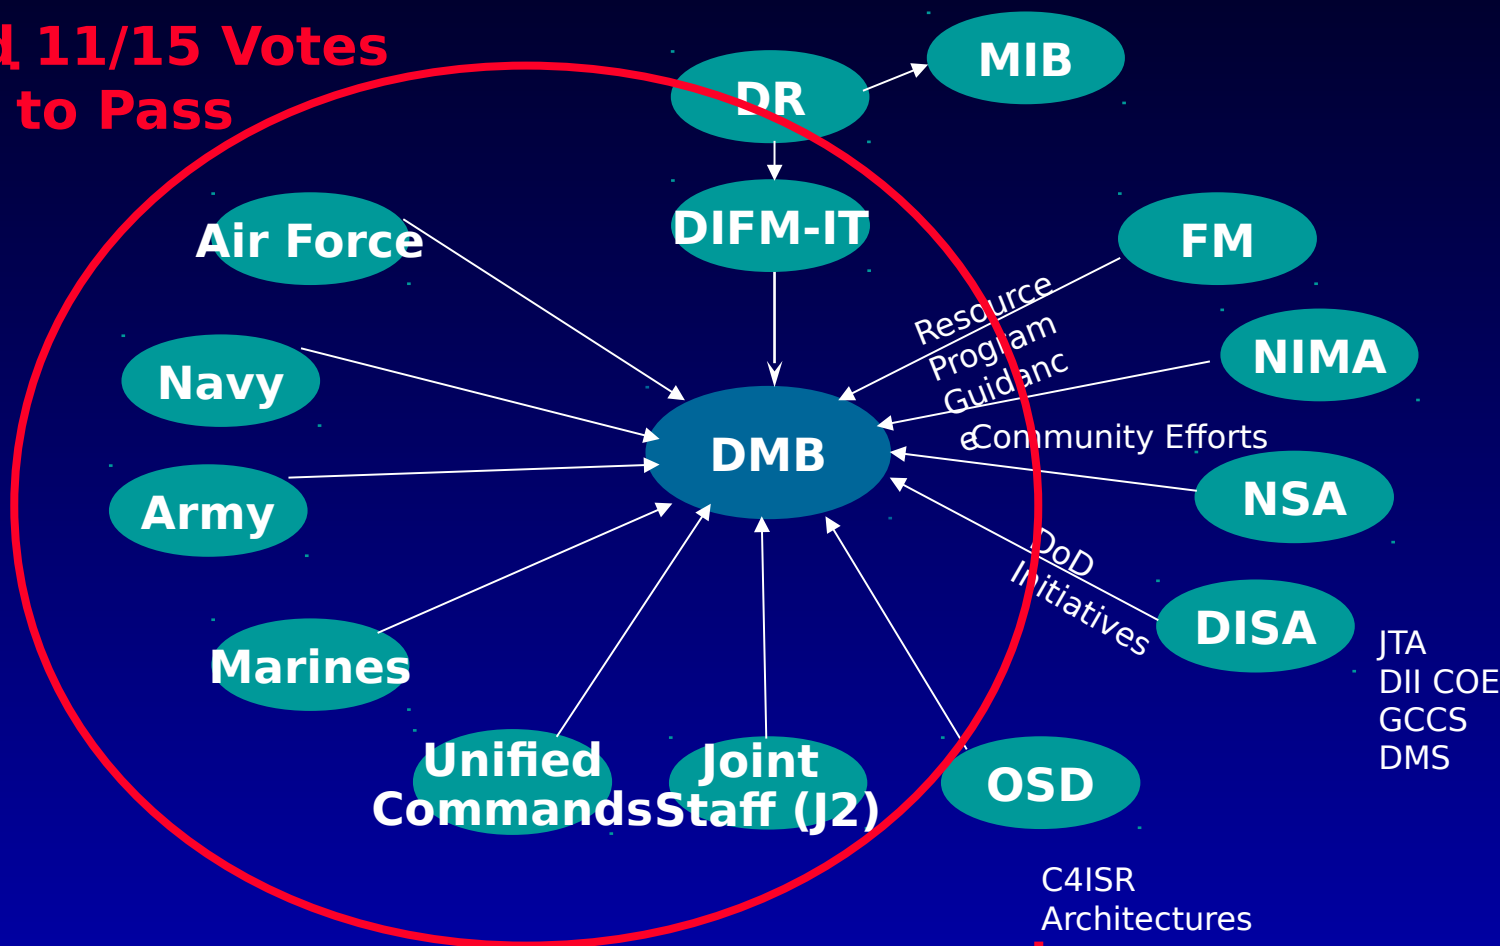 11/15 Votes
to Pass
MIB
DR
Air Force
DIFM-IT
FM
Resource
Program
Guidanc
e
NIMA
Navy
DMB
Community Efforts
NSA
Army
DoD
Initiatives
DISA
JTA
DII COE
GCCS
DMS
Marines
Unified
Commands
Joint
Staff (J2)
OSD
C4ISR
Architectures